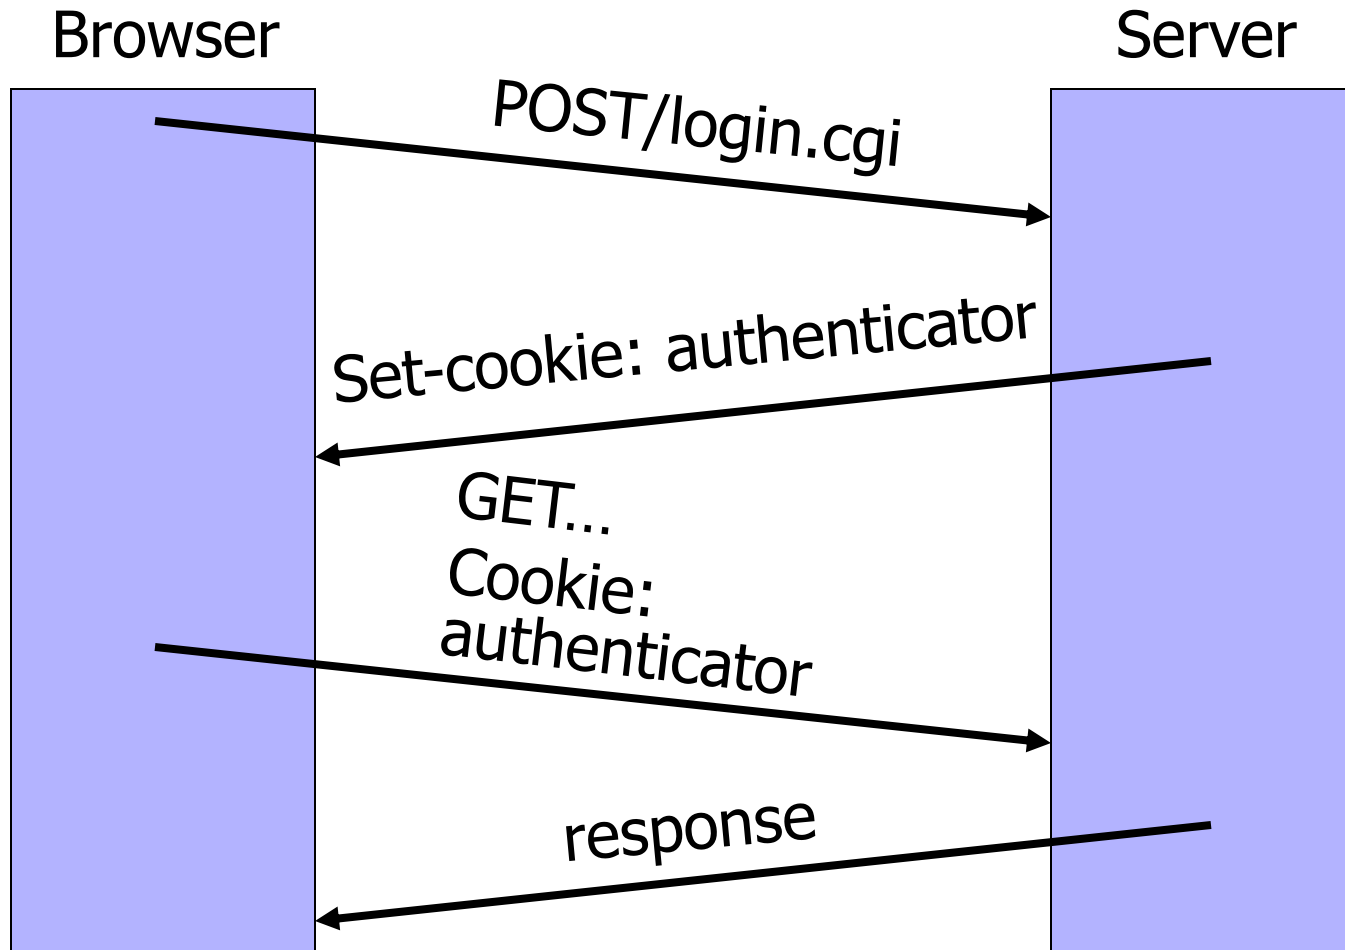 Browser
Server
POST/login.cgi
Set-cookie: authenticator
GET...
Cookie:
authenticator
response